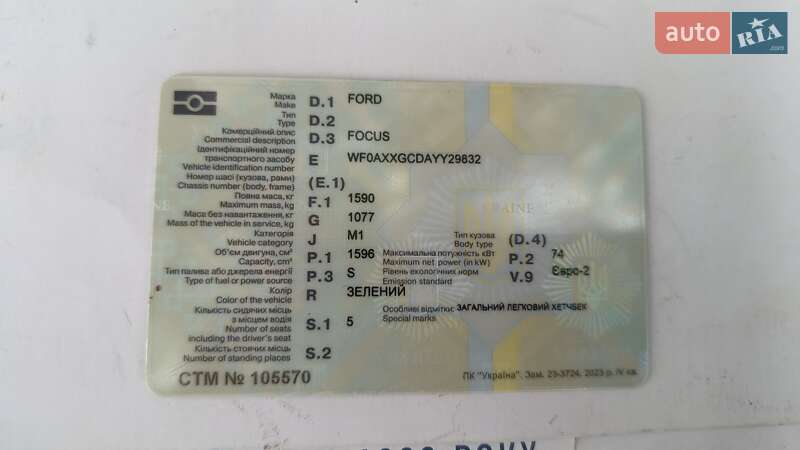 auto RIA .com
Марка D.1 FORD
Make
Тип D.2
Type
Комерційний опис D.3 FOCUS
Commercial description
Ідентифікаційний номер
транспортного засобу E WF0AXXGCDAYY29832
Vehicle identification number
Номер шасі (кузова, рами) (E.1)
Chassis number (body, frame)
Повна маса, кг F.1 1590
Maximum mass, kg
Маса без навантаження, кг G 1077
Mass of the vehicle in service, kg
Категорія J M1 Тип кузова (D.4)
Vehicle category Body type
Об'єм двигуна, см³ P.1 1596 Максимальна потужність кВт P.2 74
Capacity, cm³ Maximum net power (in kW)
Тип палива або джерела енергії P.3 S Рівень екологічних норм V.9 Євро-2
Type of fuel or power source Emission standard
Колір R ЗЕЛЕНИЙ
Color of the vehicle
Кількість сидячих місць Особливі відмітки: ЗАГАЛЬНИЙ ЛЕГКОВИЙ ХЕТЧБЕК
з місцем водія S.1 5 Special marks
Number of seats
including the driver's seat
Кількість стоячих місць S.2
Number of standing places
СТМ № 105570
ПК "Україна". Зам. 23-3724. 2023 р. IV кв.